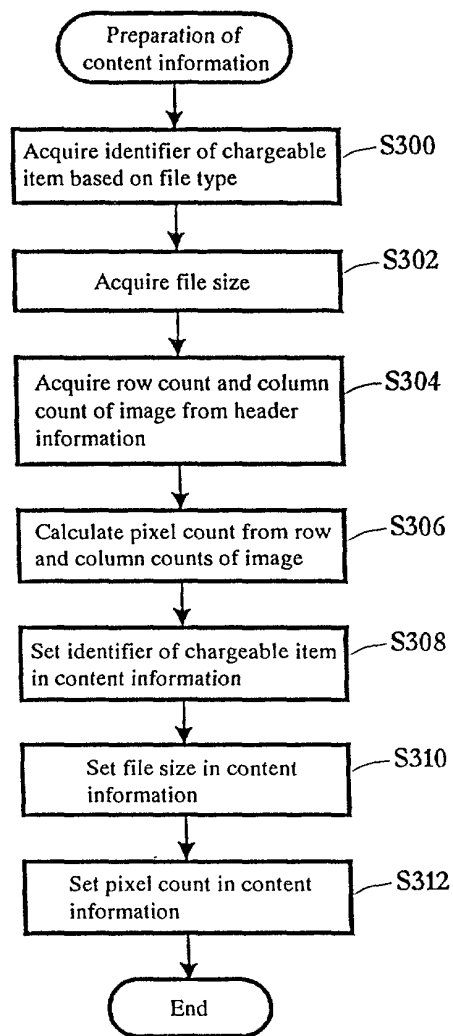 Preparation of
content information
Acquire identifier of chargeable
item based on file type
S300
Acquire file size
S302
Acquire row count and column
count of image from header
information
S304
Calculate pixel count from row
and column counts of image
S306
Set identifier of chargeable item
in content information
S308
Set file size in content
information
S310
Set pixel count in content
information
S312
End